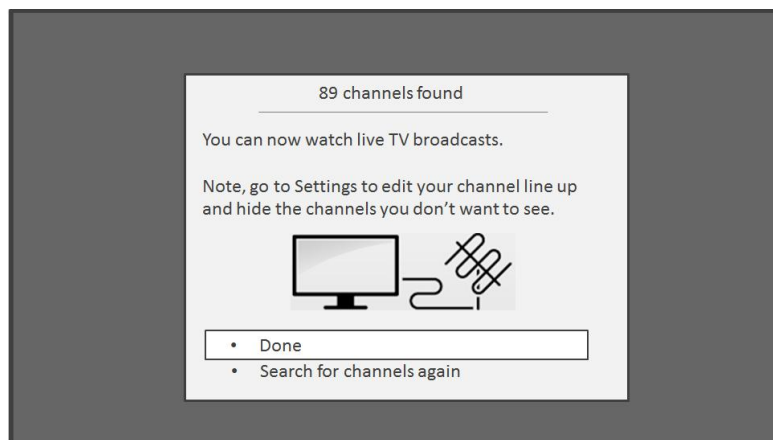 89 channels found
You can now watch live TV broadcasts.
Note, go to Settings to edit your channel line up
and hide the channels you don’t want to see.
• Done
• Search for channels again